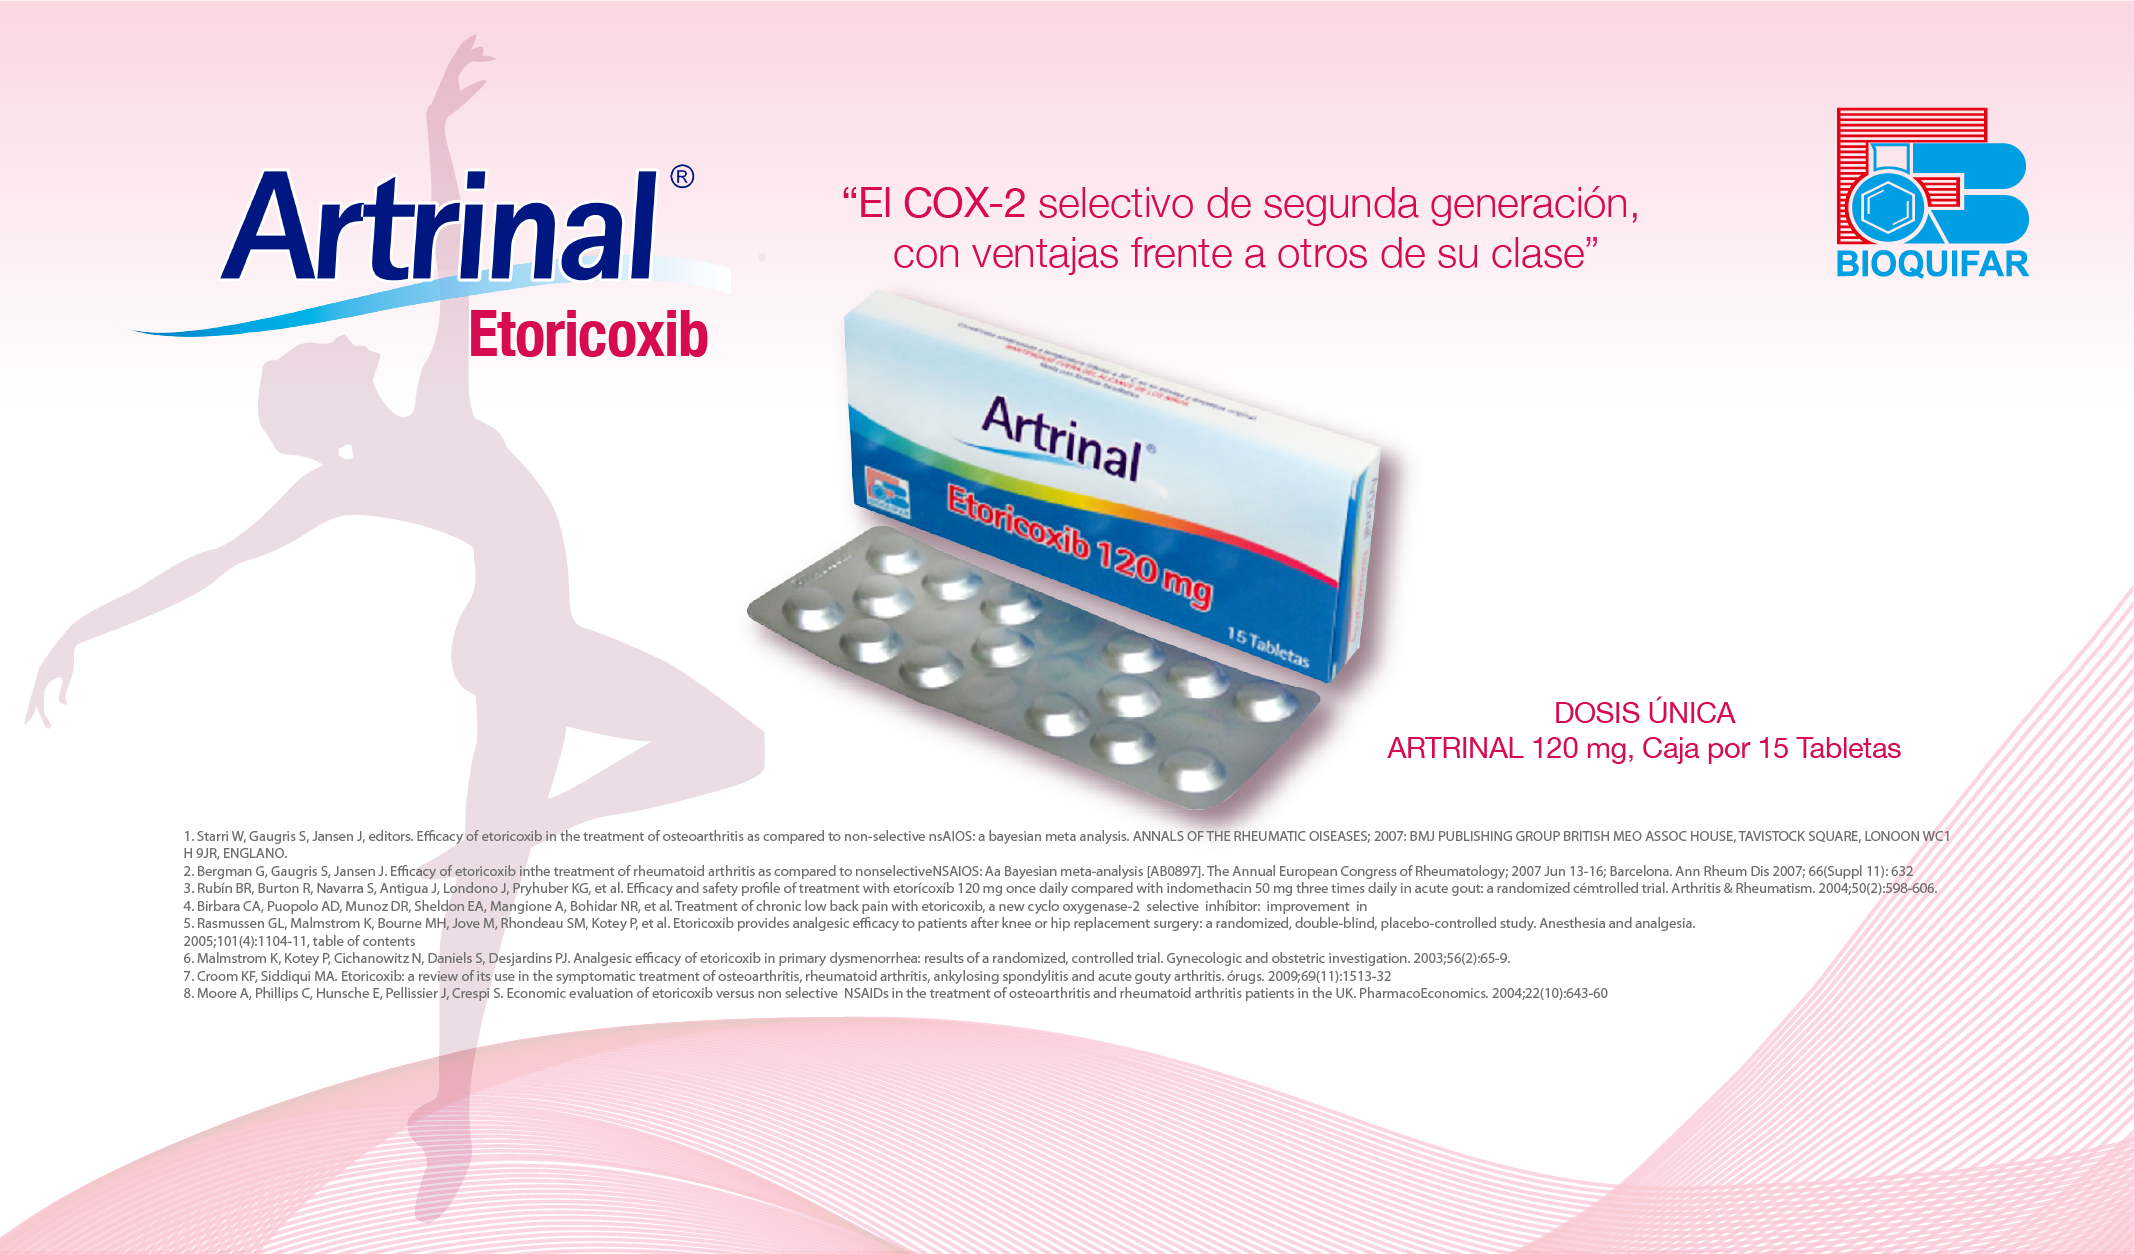 Artrinal®
Etoricoxib
“El COX-2 selectivo de segunda generación,
con ventajas frente a otros de su clase”
BIOQUIFAR
MANTENGASE FUERA DEL ALCANCE DE LOS NIÑOS
Artrinal®
BIOQUIFAR
Etoricoxib 120 mg
15 Tabletas
DOSIS ÚNICA
ARTRINAL 120 mg, Caja por 15 Tabletas
1. Starri W, Gaugris S, Jansen J, editors. Efficacy of etoricoxib in the treatment of osteoarthritis as compared to non-selective nsAIOS: a bayesian meta analysis. ANNALS OF THE RHEUMATIC OISEASES; 2007: BMJ PUBLISHING GROUP BRITISH MEO ASSOC HOUSE, TAVISTOCK SQUARE, LONOON WC1
H 9JR, ENGLANO.
2. Bergman G, Gaugris S, Jansen J. Efficacy of etoricoxib inthe treatment of rheumatoid arthritis as compared to nonselectiveNSAIOS: Aa Bayesian meta-analysis [AB0897]. The Annual European Congress of Rheumatology; 2007 Jun 13-16; Barcelona. Ann Rheum Dis 2007; 66(Suppl 11): 632
3. Rubín BR, Burton R, Navarra S, Antigua J, Londono J, Pryhuber KG, et al. Efficacy and safety profile of treatment with etorícoxíb 120 mg once daily compared with indomethacin 50 mg three times daily in acute gout: a randomized cémtrolled trial. Arthritis & Rheumatism. 2004;50(2):598-606.
4. Birbara CA, Puopolo AD, Munoz DR, Sheldon EA, Mangione A, Bohidar NR, et al. Treatment of chronic low back pain with etoricoxib, a new cyclo oxygenase-2 selective inhíbitor: improvement in
5. Rasmussen GL, Malmstrom K, Bourne MH, Jove M, Rhondeau SM, Kotey P, et al. Etoricoxib provides analgesic efficacy to patients after knee or hip replacement surgery: a randomized, double-blind, placebo-controlled study. Anesthesia and analgesia.
2005;101(4):1104-11, table of contents
6. Malmstrom K, Kotey P, Cichanowitz N, Daniels S, Desjardins PJ. Analgesic efficacy of etoricoxib in primary dysmenorrhea: results of a randomized, controlled trial. Gynecologic and obstetric investigation. 2003;56(2):65-9.
7. Croom KF, Siddiqui MA. Etoricoxib: a review of its use in the symptomatic treatment of osteoarthritis, rheumatoid arthritis, ankylosing spondylitis and acute gouty arthritis. órugs. 2009;69(11):1513-32
8. Moore A, Phillips C, Hunsche E, Pellissier J, Crespi S. Economic evaluation of etoricoxib versus non selective NSAIDs in the treatment of osteoarthritis and rheumatoid arthritis patients in the UK. PharmacoEconomics. 2004;22(10):643-60